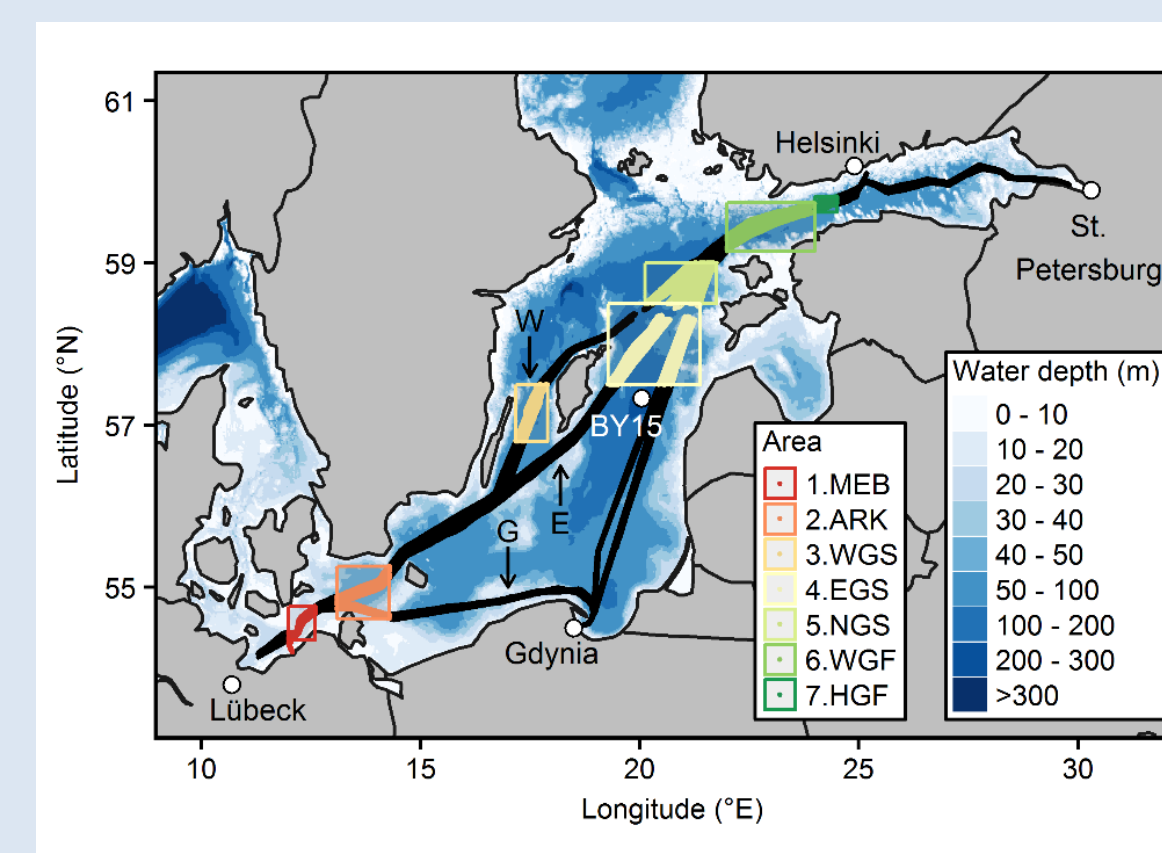 61
59
57
55
Latitude (°N)
Helsinki
St.
Petersburg
W
BY15
E
G
Gdynia
Lübeck
Area
1.MEB
2.ARK
3.WGS
4.EGS
5.NGS
6.WGF
7.HGF
Water depth (m)
0 - 10
10 - 20
20 - 30
30 - 40
40 - 50
50 - 100
100 - 200
200 - 300
>300
10
15
20
25
30
Longitude (°E)